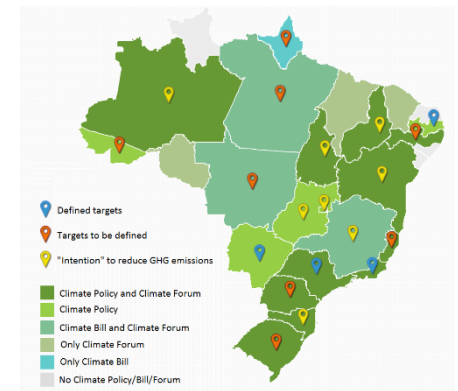 Defined targets
Targets to be defined
"Intention" to reduce GHG emissions
Climate Policy and Climate Forum
Climate Policy
Climate Bill and Climate Forum
Only Climate Forum
Only Climate Bill
No Climate Policy/Bill/Forum